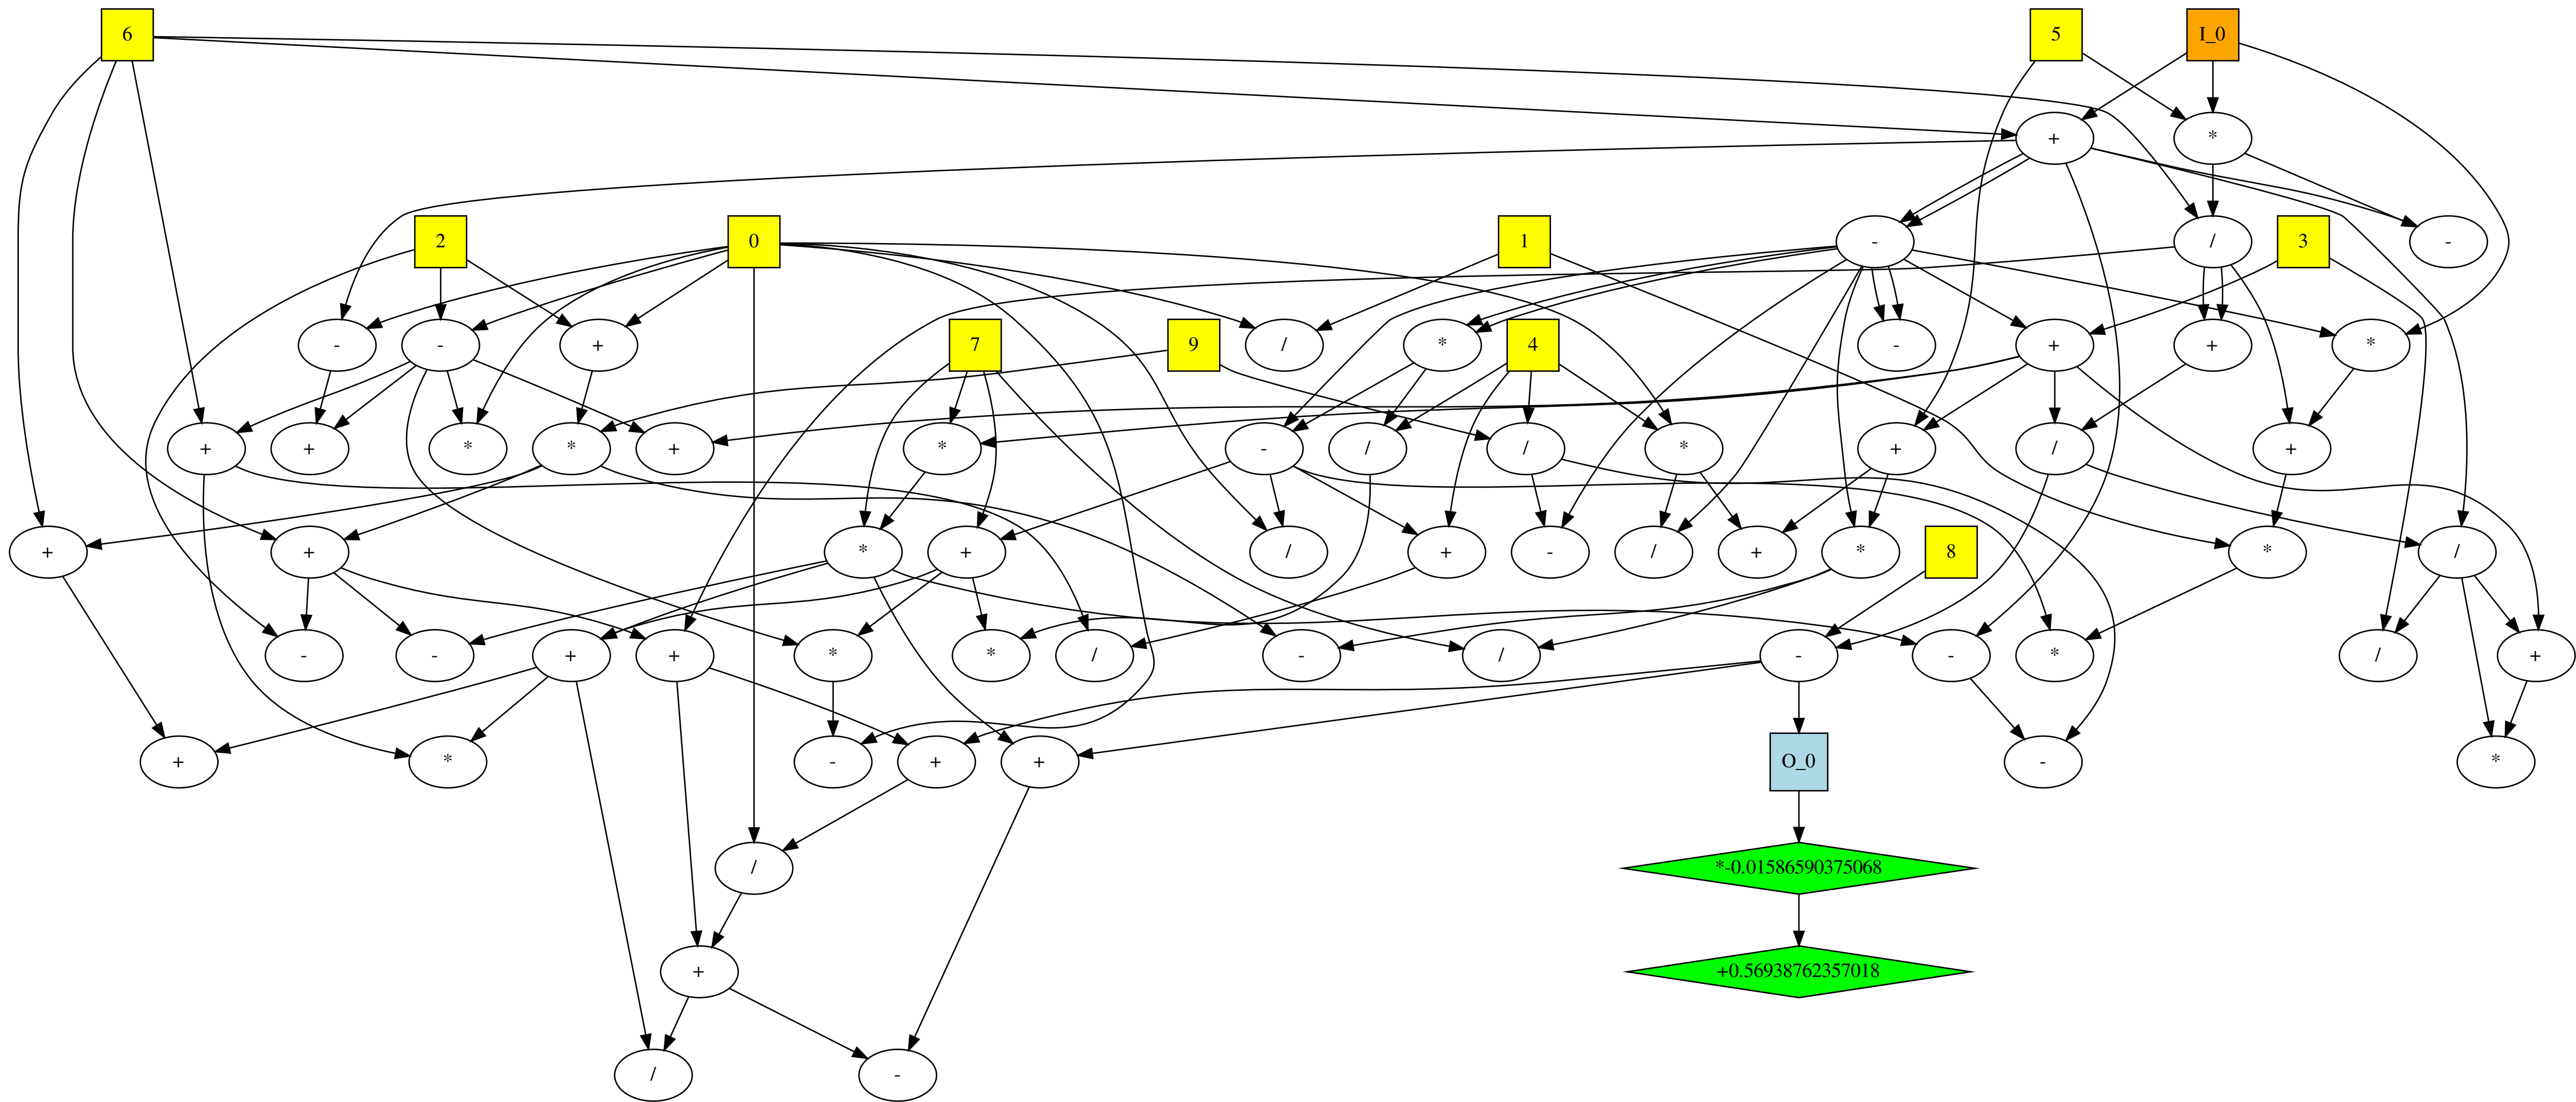 6 5 I_0
+ *
2 0 1 - / 3 -
- - + 7 9 / * 4 - + + *
+ + * * + * - / / * + / +
+ + * + / + - / + * 8 * /
- - + + * * / - / - - * / +
+ * - + + O_0 - *
/ *-0.01586590375068
+ +0.56938762357018
/ -